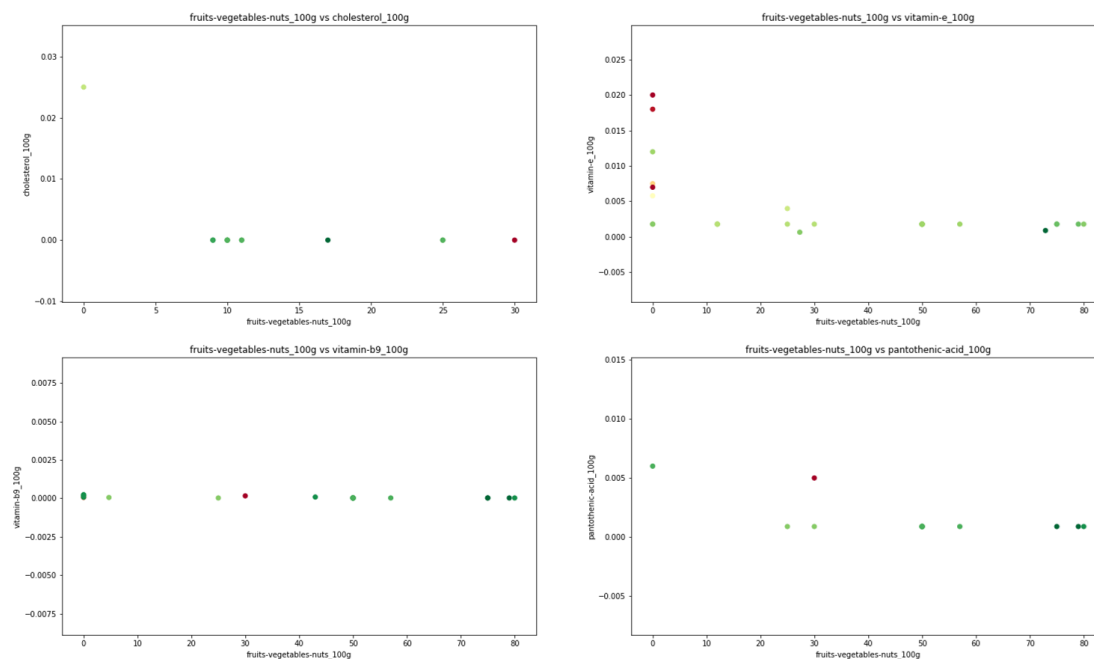 fruits-vegetables-nuts_100g vs cholesterol_100g
cholesterol_100g
0.03
0.02
0.01
0.00
−0.01
0 5 10 15 20 25 30
fruits-vegetables-nuts_100g
fruits-vegetables-nuts_100g vs vitamin-e_100g
vitamin-e_100g
0.025
0.020
0.015
0.010
0.005
0.000
−0.005
0 10 20 30 40 50 60 70 80
fruits-vegetables-nuts_100g
fruits-vegetables-nuts_100g vs vitamin-b9_100g
vitamin-b9_100g
0.0075
0.0050
0.0025
0.0000
−0.0025
−0.0050
−0.0075
0 10 20 30 40 50 60 70 80
fruits-vegetables-nuts_100g
fruits-vegetables-nuts_100g vs pantothenic-acid_100g
pantothenic-acid_100g
0.015
0.010
0.005
0.000
−0.005
0 10 20 30 40 50 60 70 80
fruits-vegetables-nuts_100g